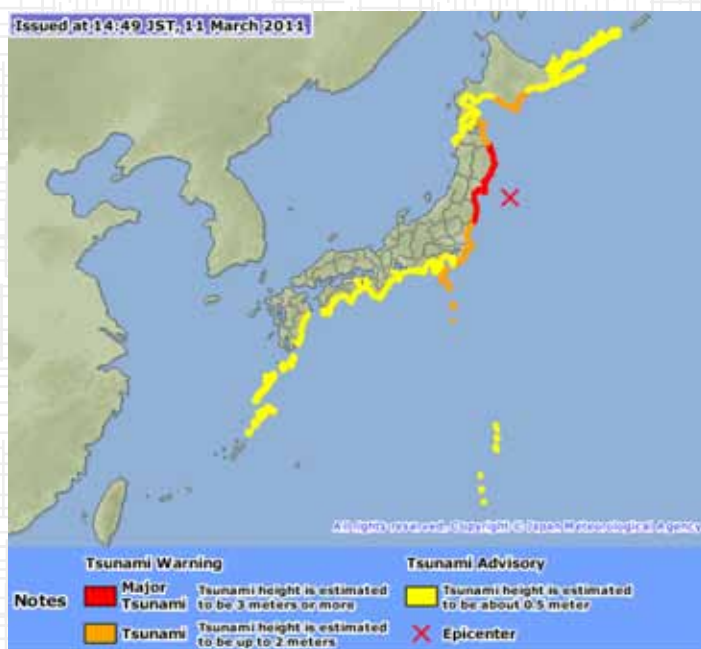 Issued at 14:49 JST, 11 March 2011
All rights reserved. Copyright © Japan Meteorological Agency
Notes
Tsunami Warning
Major Tsunami
Tsunami height is estimated
to be 3 meters or more
Tsunami
Tsunami height is estimated
to be up to 2 meters
Tsunami Advisory
Tsunami height is estimated
to be about 0.5 meter
Epicenter